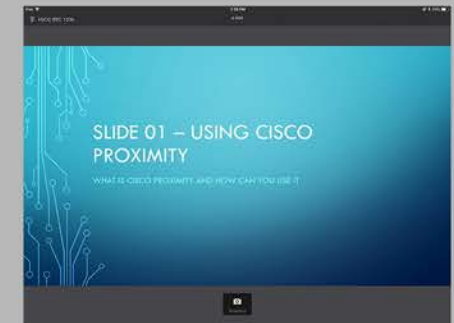 SLIDE 01 – USING CISCO
PROXIMITY
WHAT IS CISCO PROXIMITY AND HOW CAN YOU USE IT